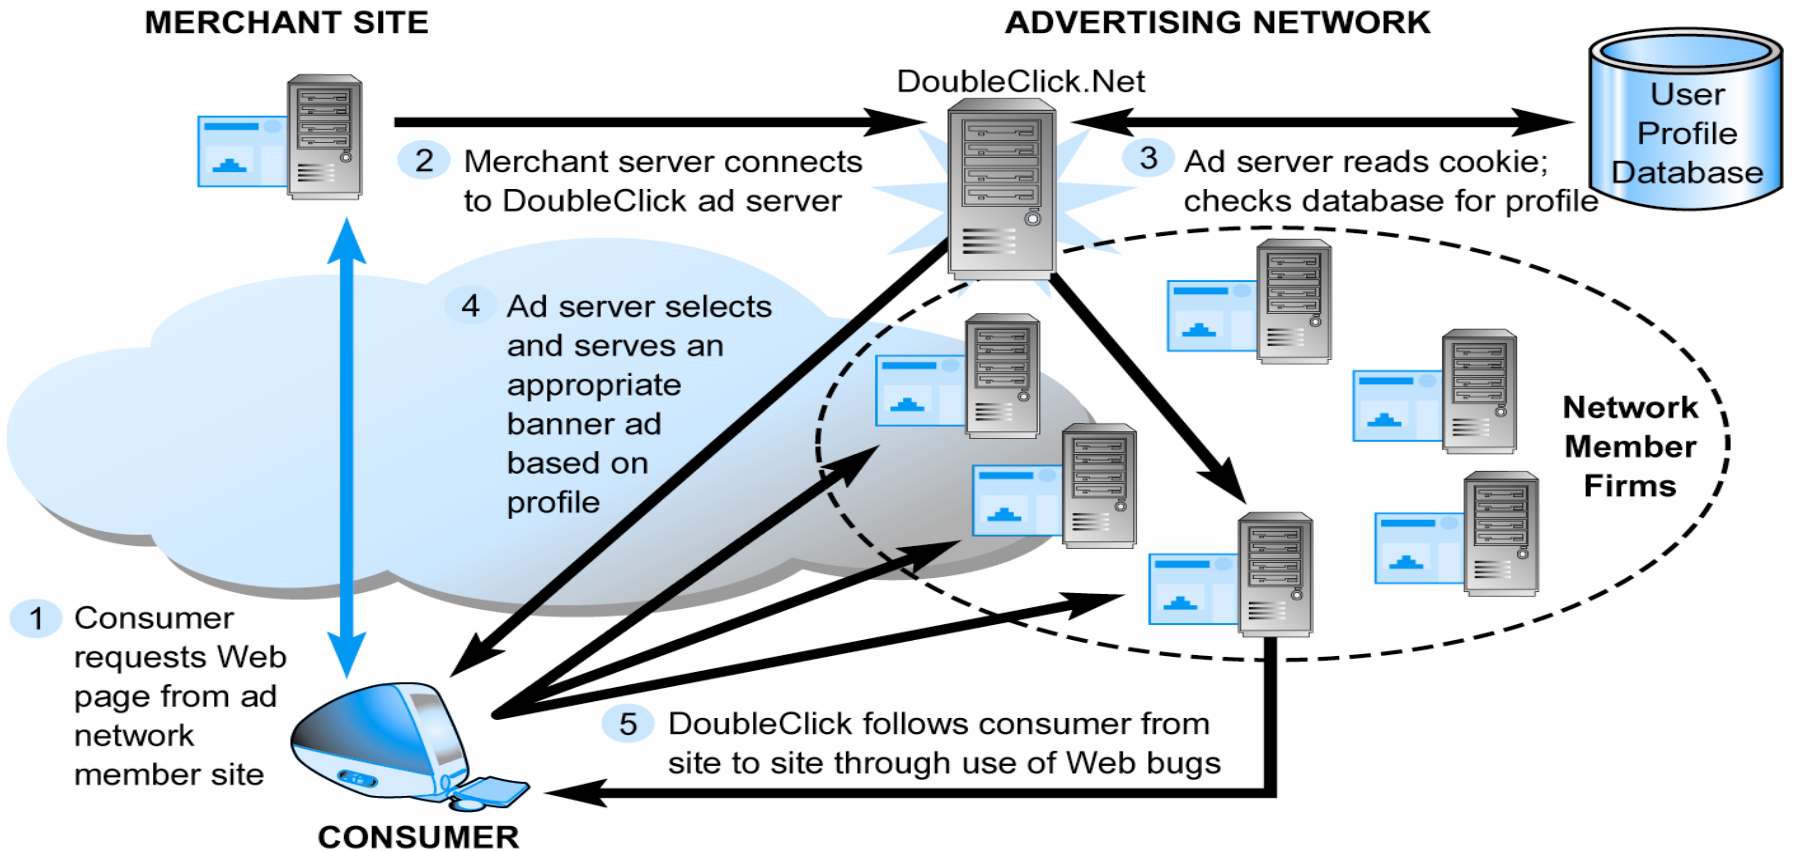 MERCHANT SITE
ADVERTISING NETWORK
DoubleClick.Net
User
Profile
Database
2 Merchant server connects
to DoubleClick ad server
3 Ad server reads cookie;
checks database for profile
4 Ad server selects
and serves an
appropriate
banner ad
based on
profile
Network
Member
Firms
1 Consumer
requests Web
page from ad
network
member site
5 DoubleClick follows consumer from
site to site through use of Web bugs
CONSUMER